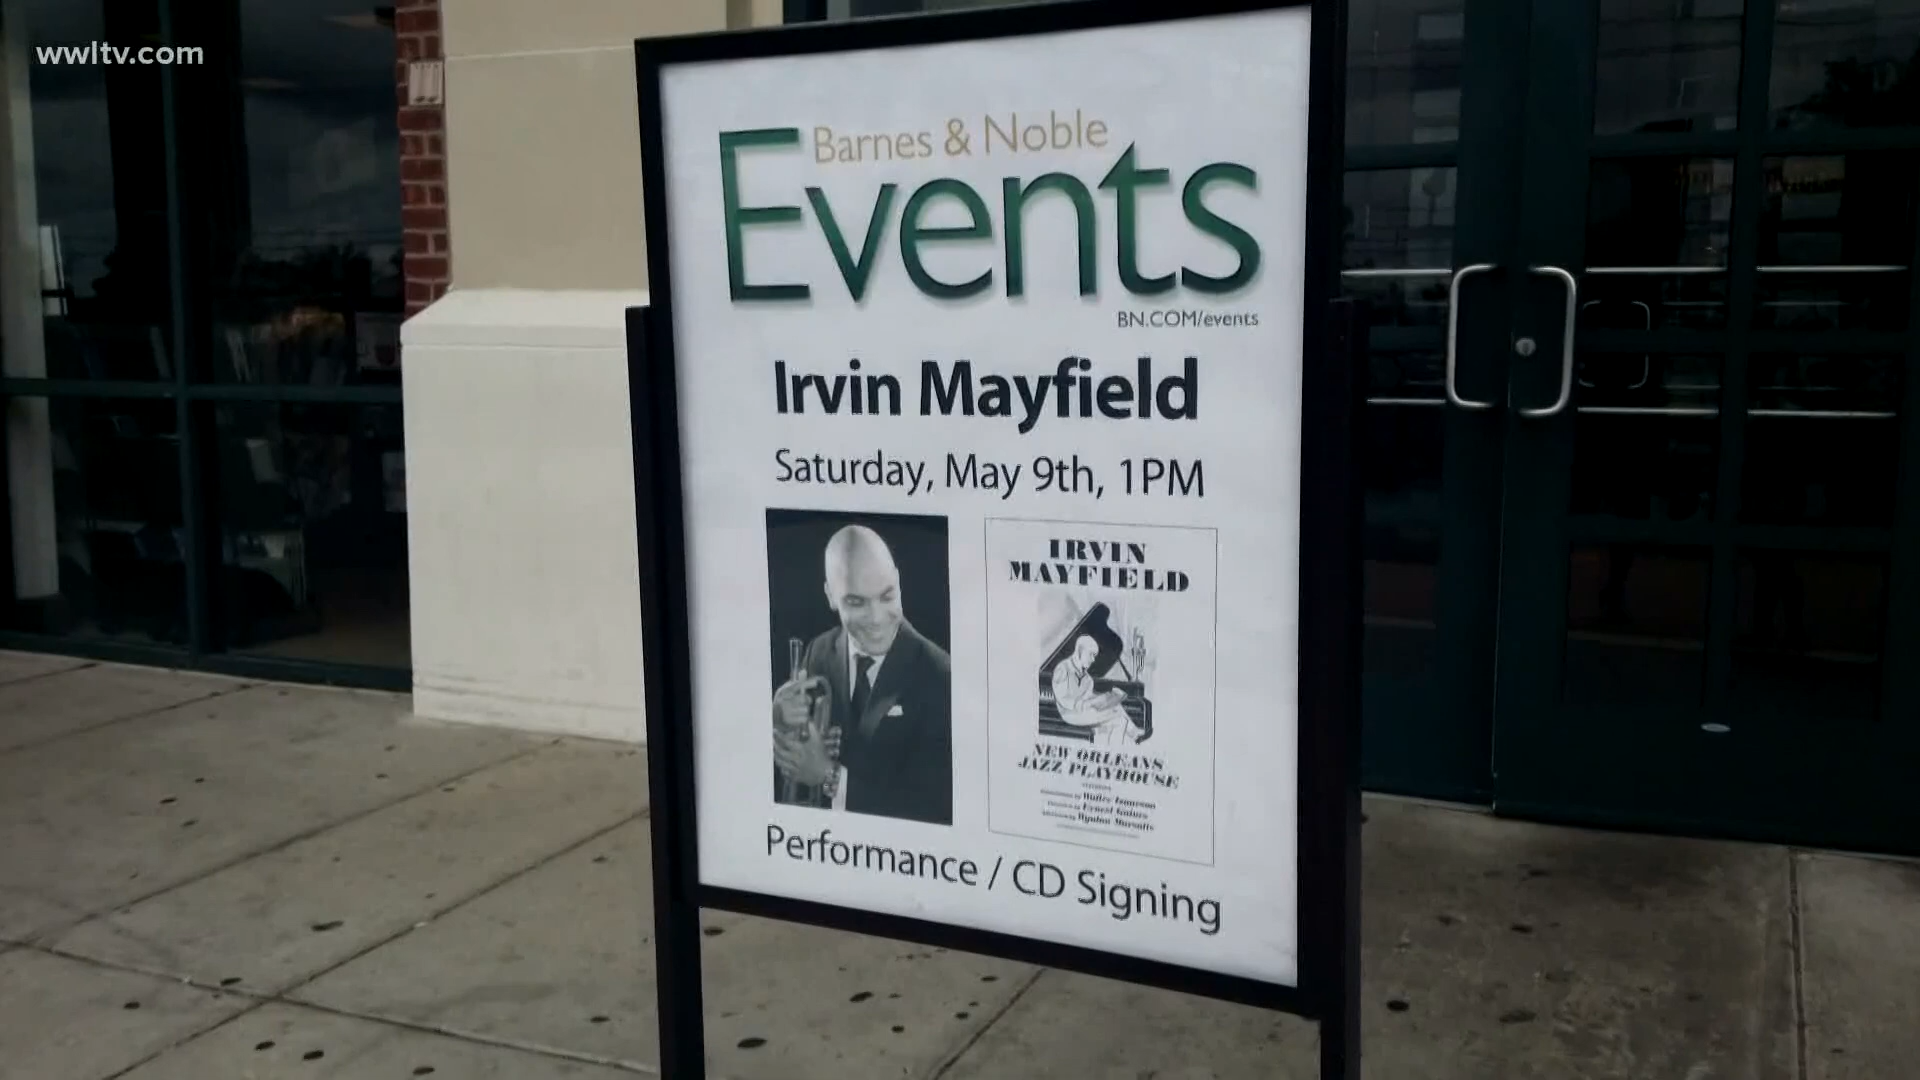 wwltv.com
Barnes & Noble
Events
BN.COM/events
Irvin Mayfield
Saturday, May 9th, 1PM
IRVIN
MAYFIELD
NEW ORLEANS
JAZZ PLAYHOUSE
Performance / CD Signing